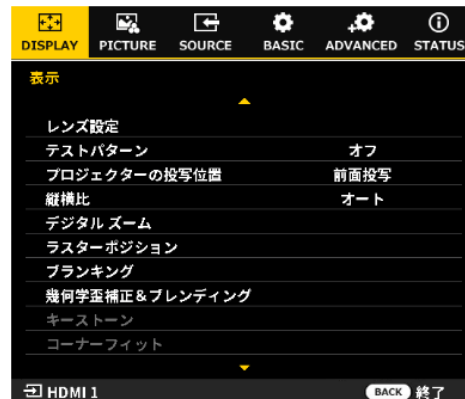 DISPLAY PICTURE SOURCE BASIC ADVANCED STATUS
表示
レンズ設定
テストパターン オフ
プロジェクターの投写位置 前面投写
縦横比 オート
デジタル ズーム
ラスターポジション
ブランキング
幾何学歪補正&ブレンディング
キーストーン
コーナーフィット
HDMI 1 BACK 終了